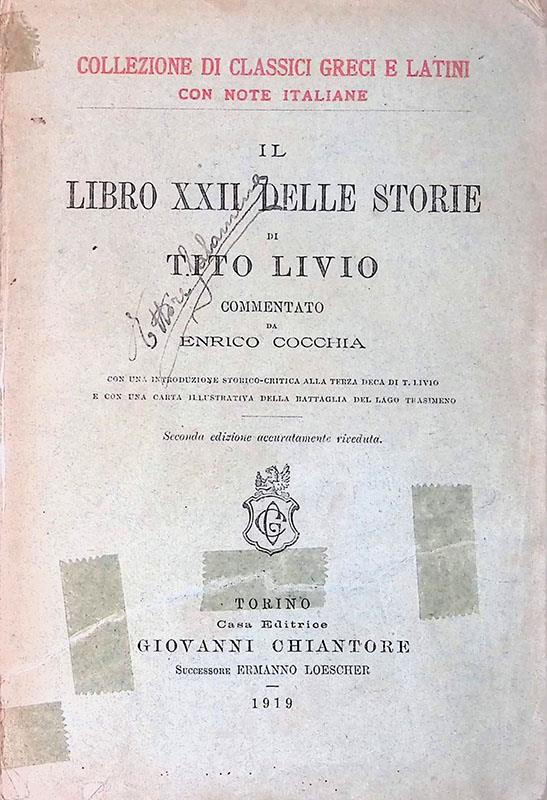 COLLEZIONE DI CLASSICI GRECI E LATINI
CON NOTE ITALIANE
IL
LIBRO XXII DELLE STORIE
DI
TITO LIVIO
COMMENTATO
DA
ENRICO COCCHIA
CON UNA INTRODUZIONE STORICO-CRITICA ALLA TERZA DECA DI T. LIVIO
E CON UNA CARTA ILLUSTRATIVA DELLA BATTAGLIA DEL LAGO TRASIMENO
Seconda edizione accuratamente riveduta.
TORINO
Casa Editrice
GIOVANNI CHIANTORE
SUCCESSORE ERMANNO LOESCHER
1919